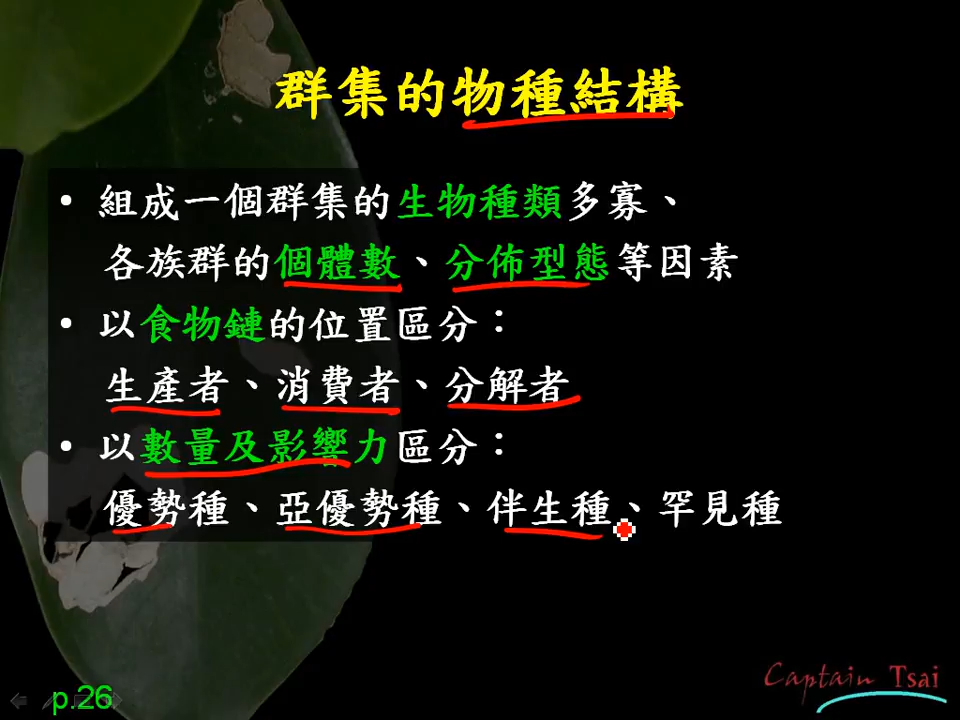 群集的物種結構
• 組成一個群集的生物種類多寡、
各族群的個體數、分佈型態等因素
• 以食物鏈的位置區分：
生產者、消費者、分解者
• 以數量及影響力區分：
優勢種、亞優勢種、伴生種、罕見種
p.26
Captain Tsai